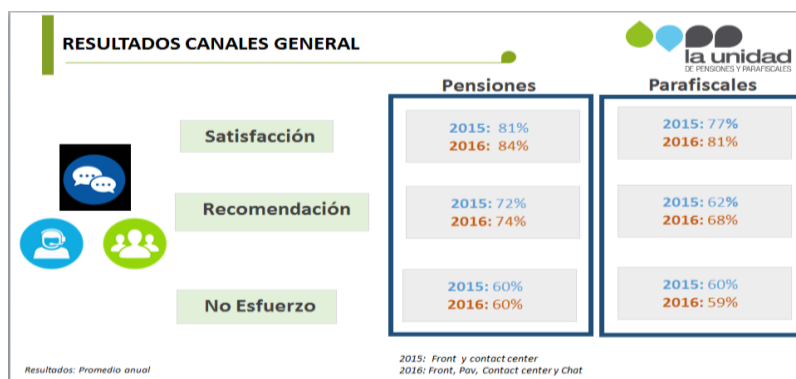 RESULTADOS CANALES GENERAL
la unidad
DE PENSIONES Y PARAFISCALES
Pensiones
Parafiscales
Satisfacción
2015: 81%
2016: 84%
2015: 77%
2016: 81%
Recomendación
2015: 72%
2016: 74%
2015: 62%
2016: 68%
No Esfuerzo
2015: 60%
2016: 60%
2015: 60%
2016: 59%
Resultados: Promedio anual
2015: Front y contact center
2016: Front, Pav, Contact center y Chat